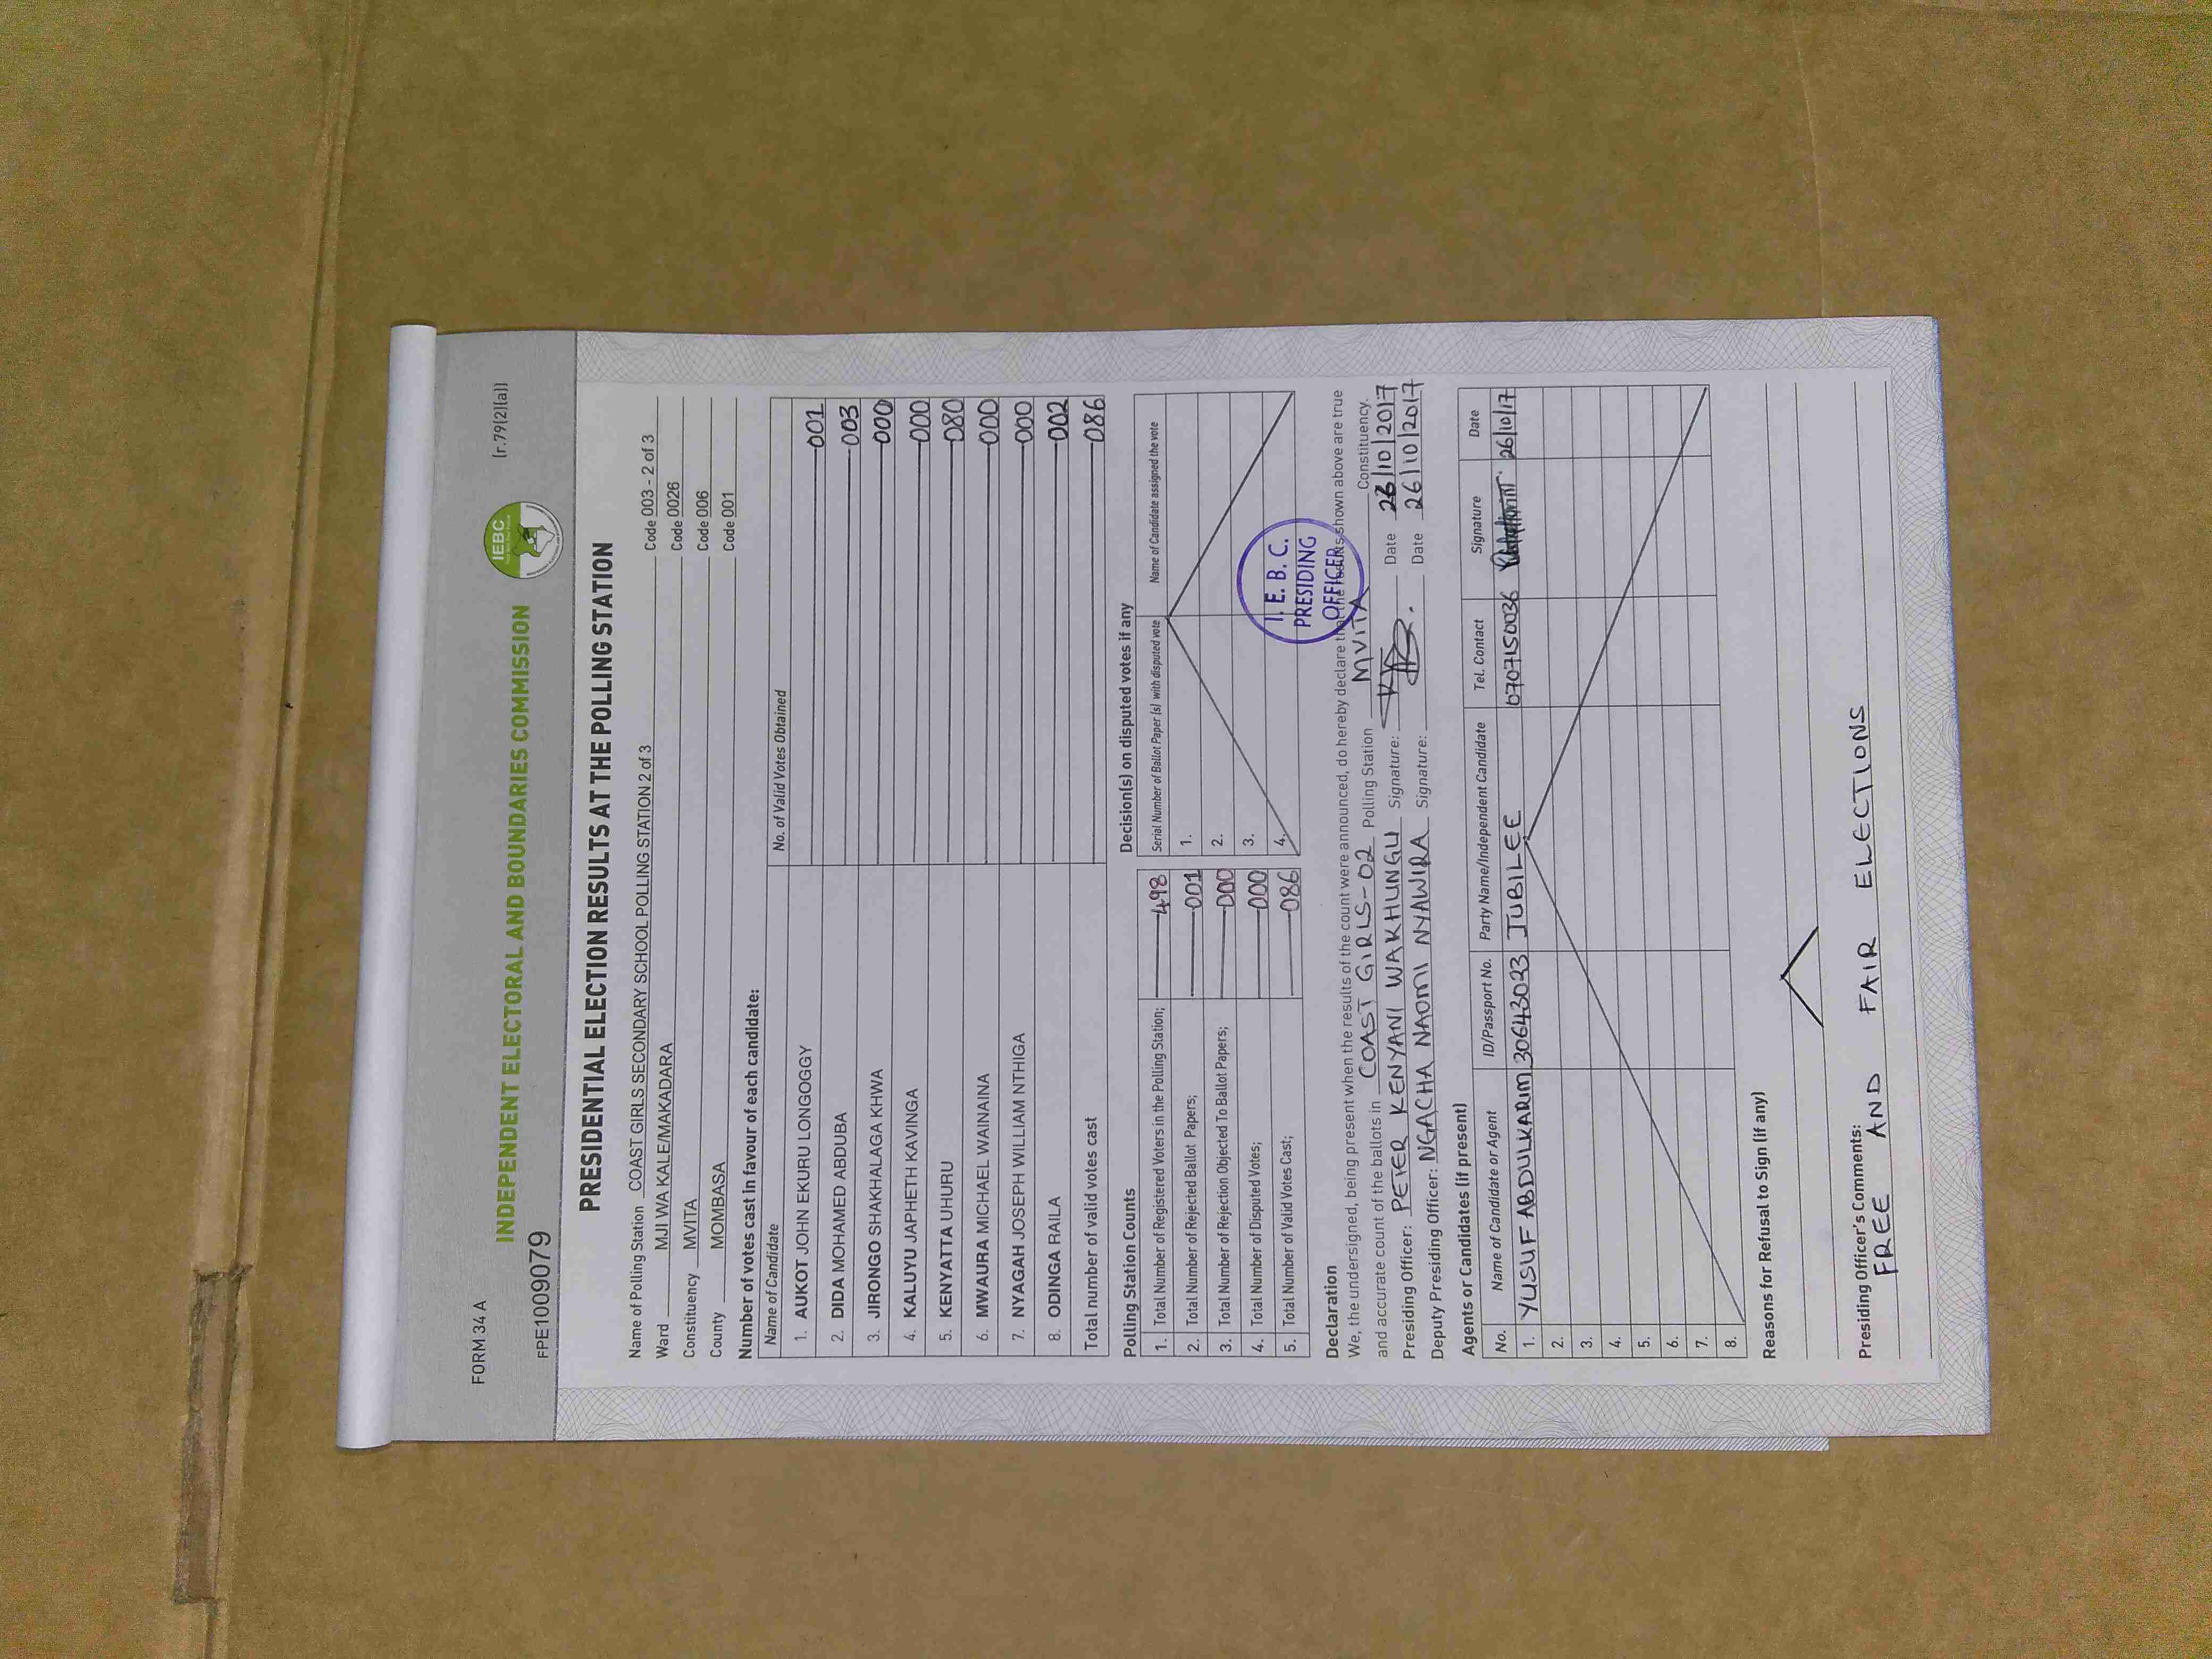 FORM 34 A
(r.79(2)(a))
IEBC
INDEPENDENT ELECTORAL AND BOUNDARIES COMMISSION
FPE1009079
PRESIDENTIAL ELECTION RESULTS AT THE POLLING STATION
Name of Polling Station COAST GIRLS SECONDARY SCHOOL POLLING STATION 2 of 3 Code 003 - 2 of 3
Ward MJI WA KALE/MAKADARA Code 0026
Constituency MVITA Code 006
County MOMBASA Code 001
Number of votes cast in favour of each candidate:
Name of Candidate No. of Valid Votes Obtained
1. AUKOT JOHN EKURU LONGOGGY 001
2. DIDA MOHAMED ABDUBA 003
3. JIRONGO SHAKHALAGA KHWA 000
4. KALUYU JAPHETH KAVINGA 000
5. KENYATTA UHURU 080
6. MWAURA MICHAEL WAINAINA 000
7. NYAGAH JOSEPH WILLIAM NTHIGA 000
8. ODINGA RAILA 002
Total number of valid votes cast 086
Polling Station Counts
1. Total Number of Registered Voters in the Polling Station; 498
2. Total Number of Rejected Ballot Papers; 001
3. Total Number of Rejection Objected To Ballot Papers; 000
4. Total Number of Disputed Votes; 000
5. Total Number of Valid Votes Cast; 086
Decision(s) on disputed votes if any
Serial Number of Ballot Paper (s) with disputed vote Name of Candidate assigned the vote
1.
2.
3.
4.
I. E. B. C.
PRESIDING
OFFICER
Declaration
We, the undersigned, being present when the results of the count were announced, do hereby declare that the results shown above are true
and accurate count of the ballots in COAST GIRLS-02 Polling Station MVITA Constituency.
Presiding Officer: PETER KENYANI WAKHUNGU Signature: Date 26/10/2017
Deputy Presiding Officer: NGACHA NAOMI NYAWIRA Signature: Date 26/10/2017
Agents or Candidates (if present)
No. Name of Candidate or Agent ID/Passport No. Party Name/Independent Candidate Tel. Contact Signature Date
1. YUSUF ABDULKARIM 30643023 JUBILEE 0707150036 26/10/17
2.
3.
4.
5.
6.
7.
8.
Reasons for Refusal to Sign (if any)
Presiding Officer's Comments:
FREE AND FAIR ELECTIONS